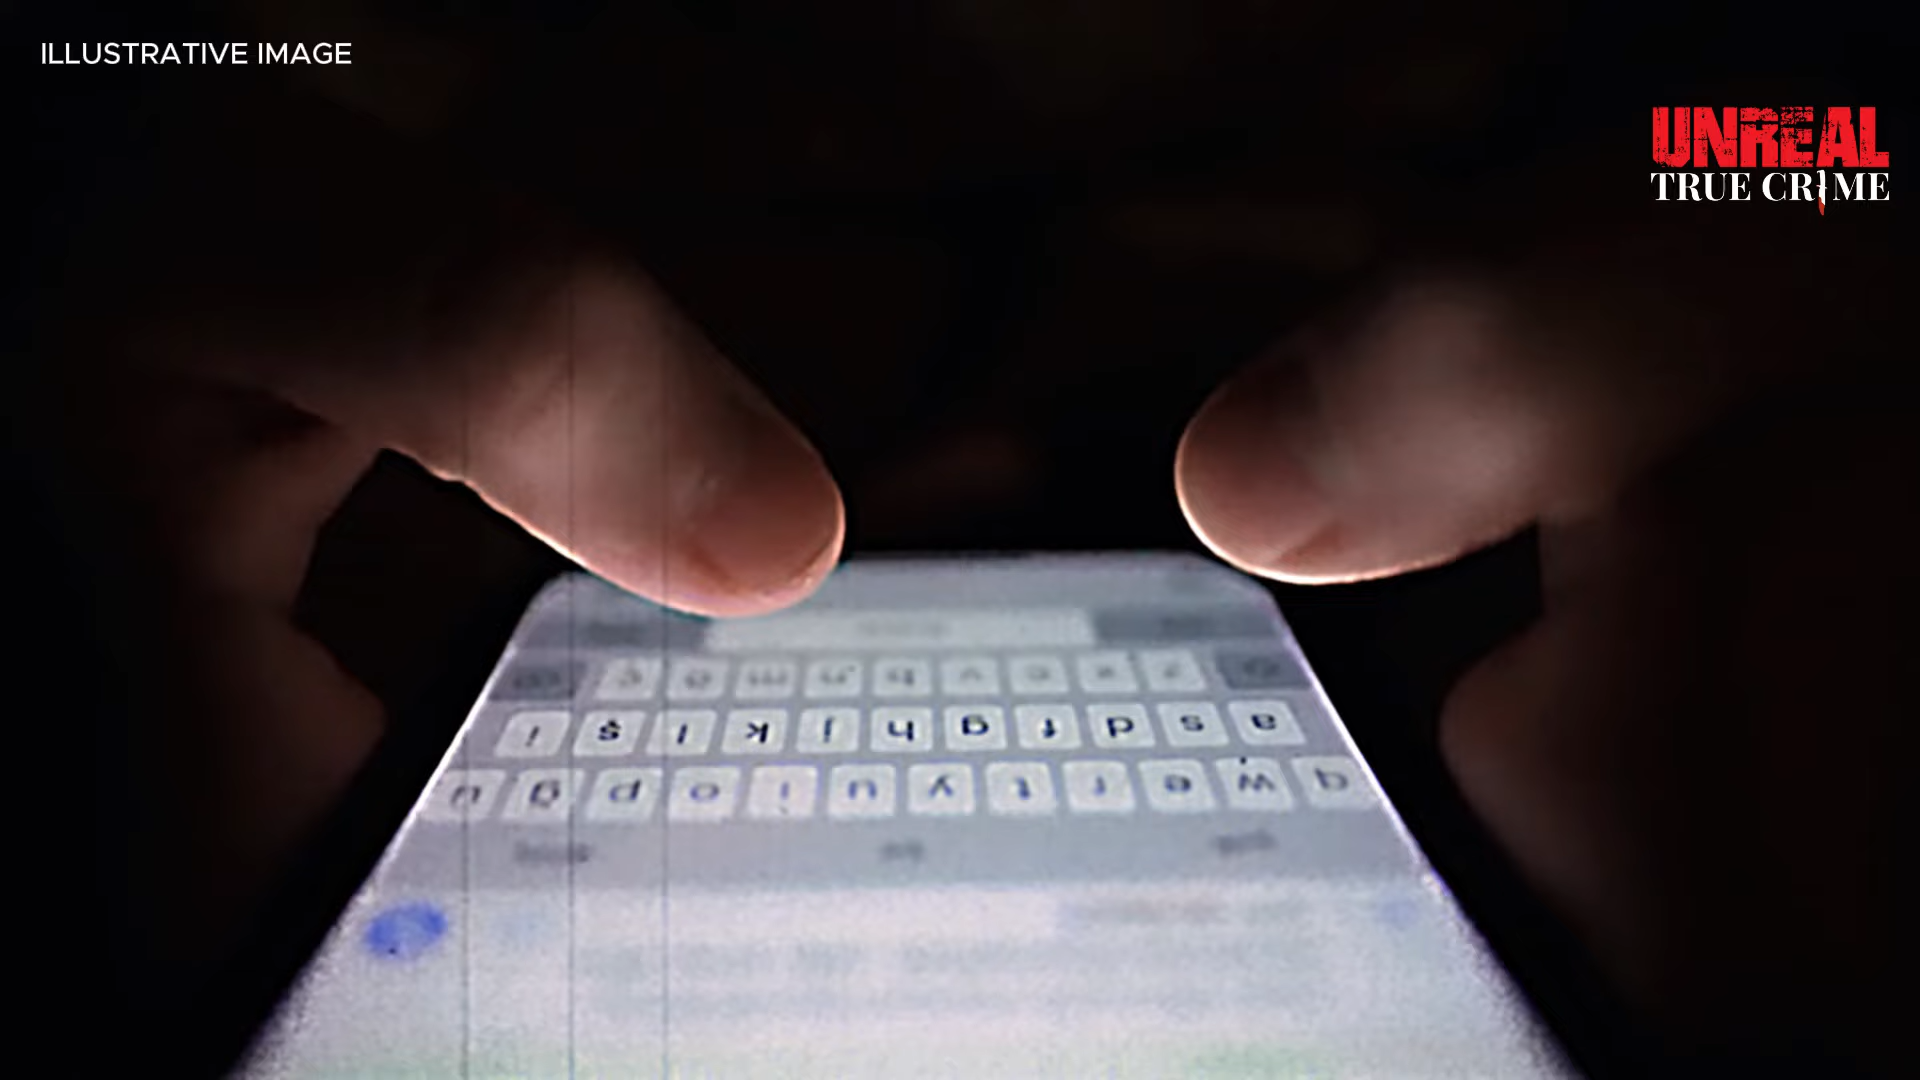 ILLUSTRATIVE IMAGE
UNREAL
TRUE CRIME
q w e r t y u i o p ğ ü
a s d f g h j k l ş i
z x c v b n m ö ç